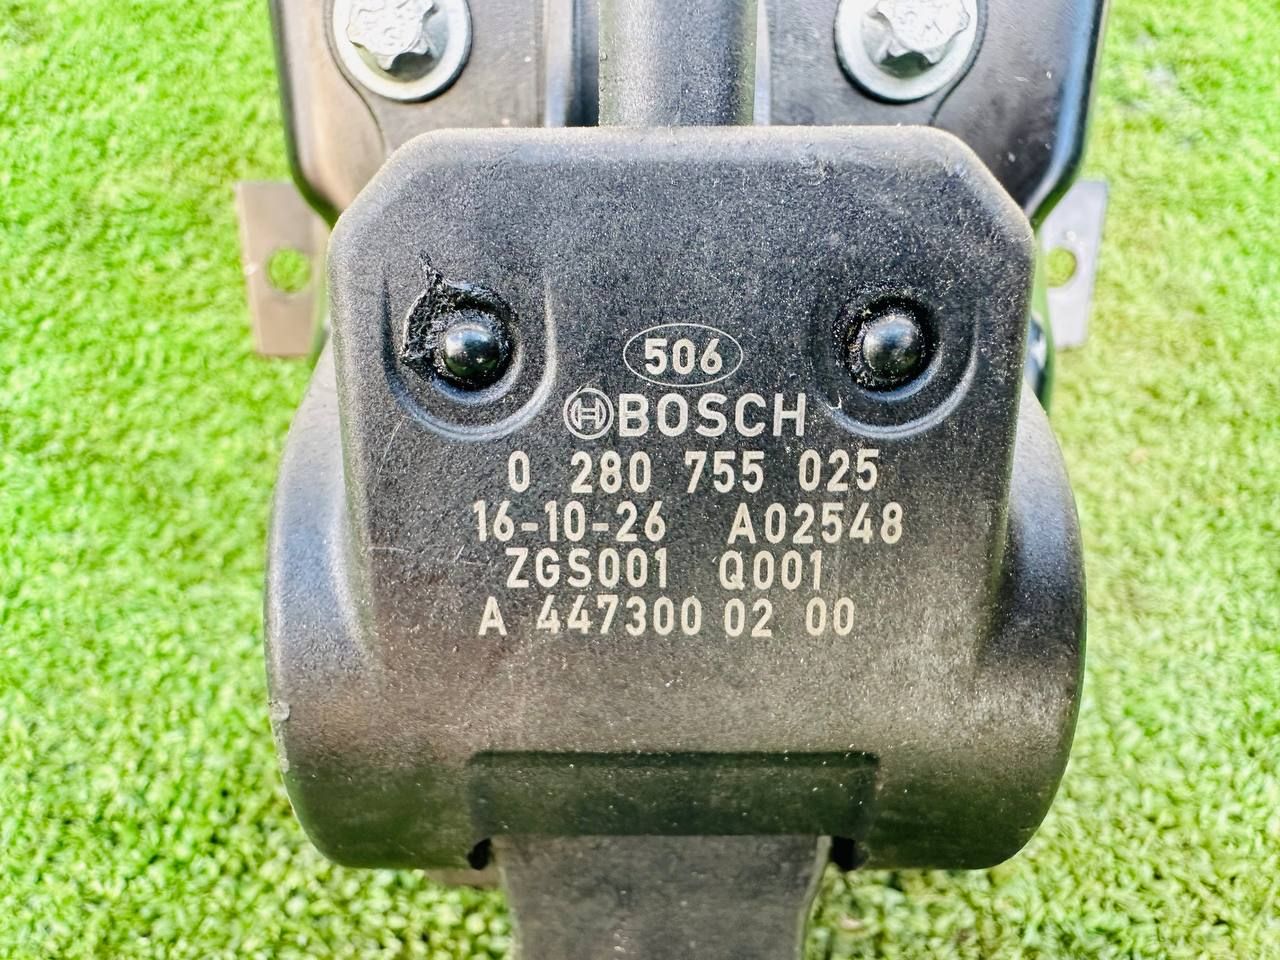 506
BOSCH
0 280 755 025
16-10-26 A02548
ZGS001 Q001
A 447300 02 00